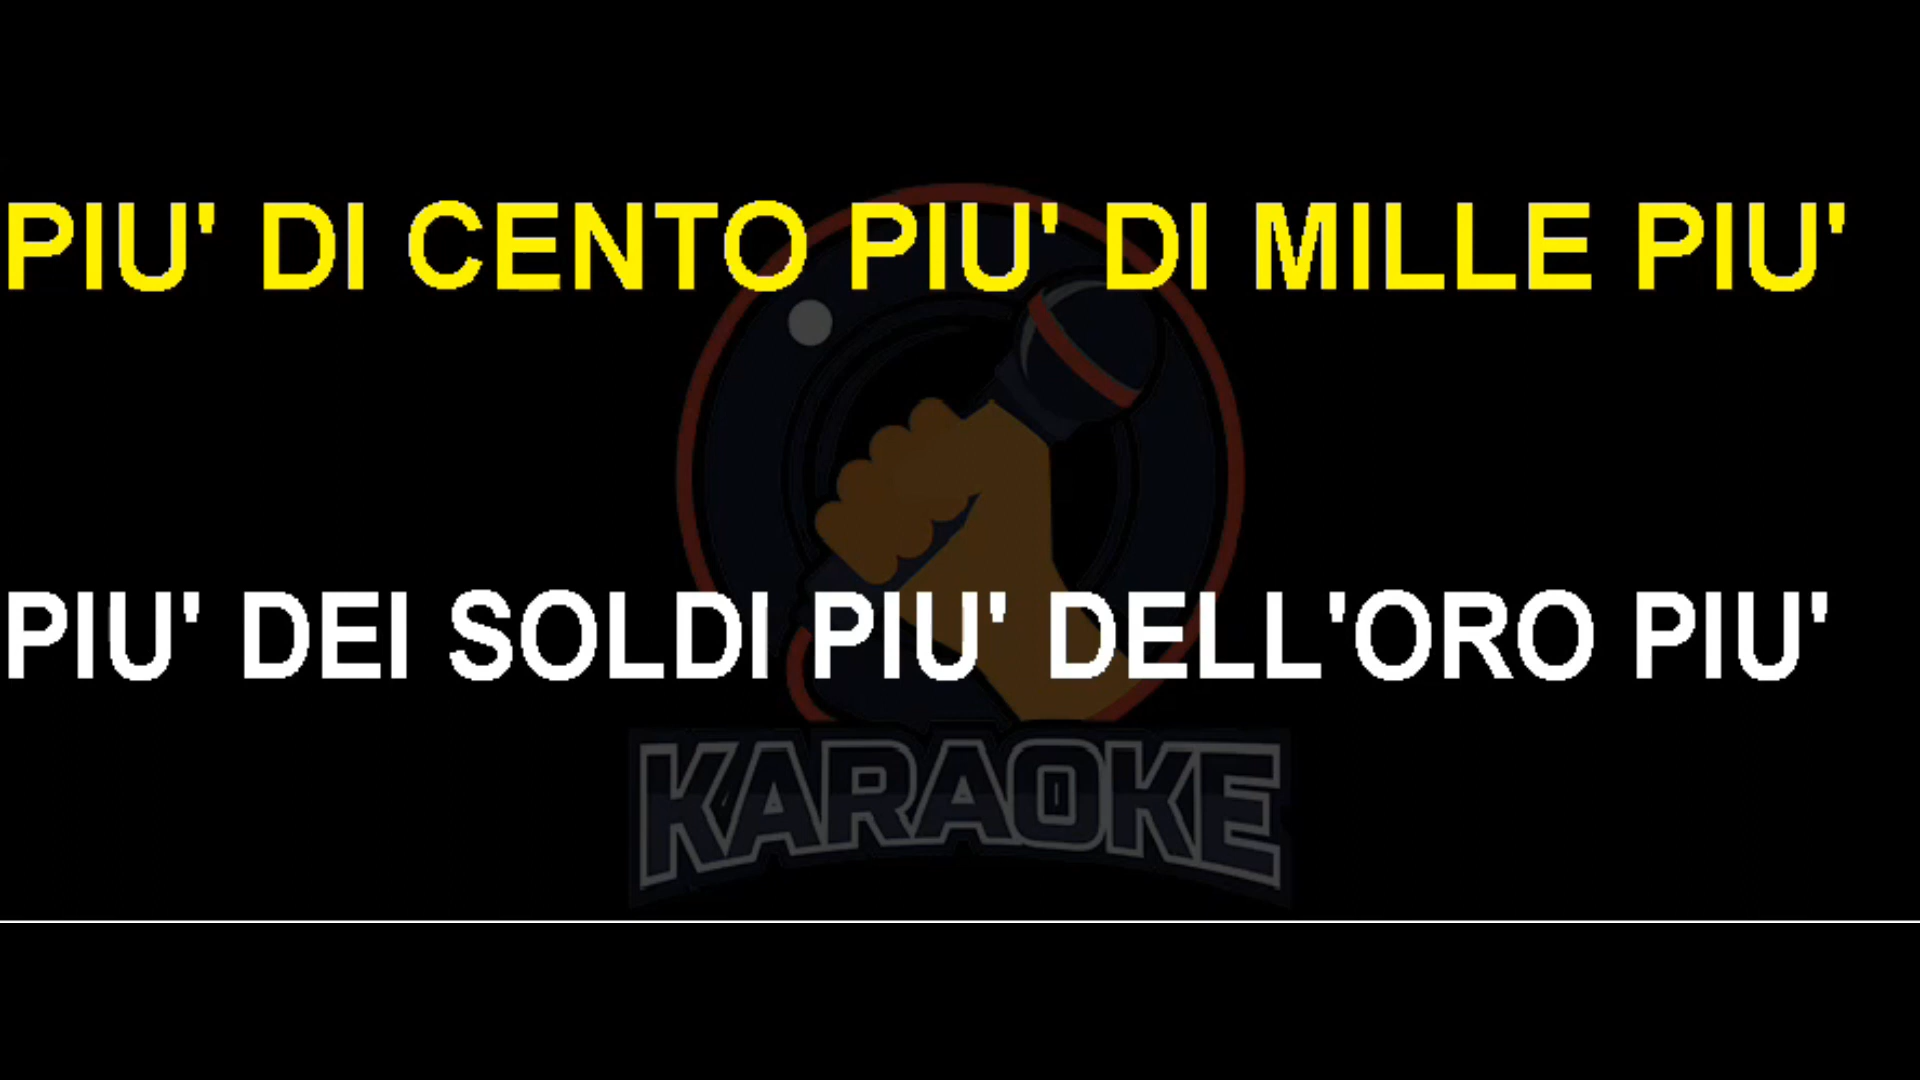 PIU' DI CENTO PIU' DI MILLE PIU'
PIU' DEI SOLDI PIU' DELL'ORO PIU'
KARAOKE